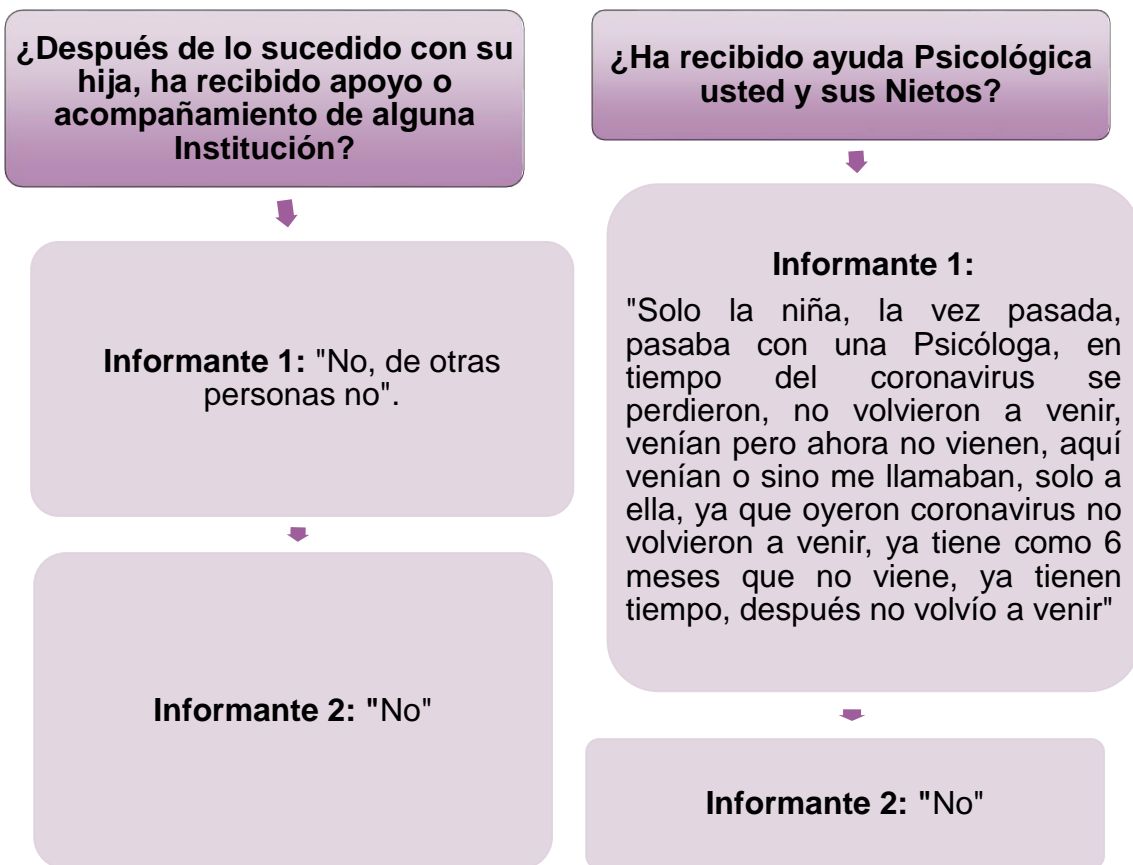 ¿Después de lo sucedido con su
hija, ha recibido apoyo o
acompañamiento de alguna
Institución?
Informante 1: "No, de otras
personas no".
Informante 2: "No"
¿Ha recibido ayuda Psicológica
usted y sus Nietos?
Informante 1:
"Solo la niña, la vez pasada,
pasaba con una Psicóloga, en
tiempo del coronavirus se
perdieron, no volvieron a venir,
venían pero ahora no vienen, aquí
venían o sino me llamaban, solo a
ella, ya que oyeron coronavirus no
volvieron a venir, ya tiene como 6
meses que no viene, ya tienen
tiempo, después no volvío a venir"
Informante 2: "No"